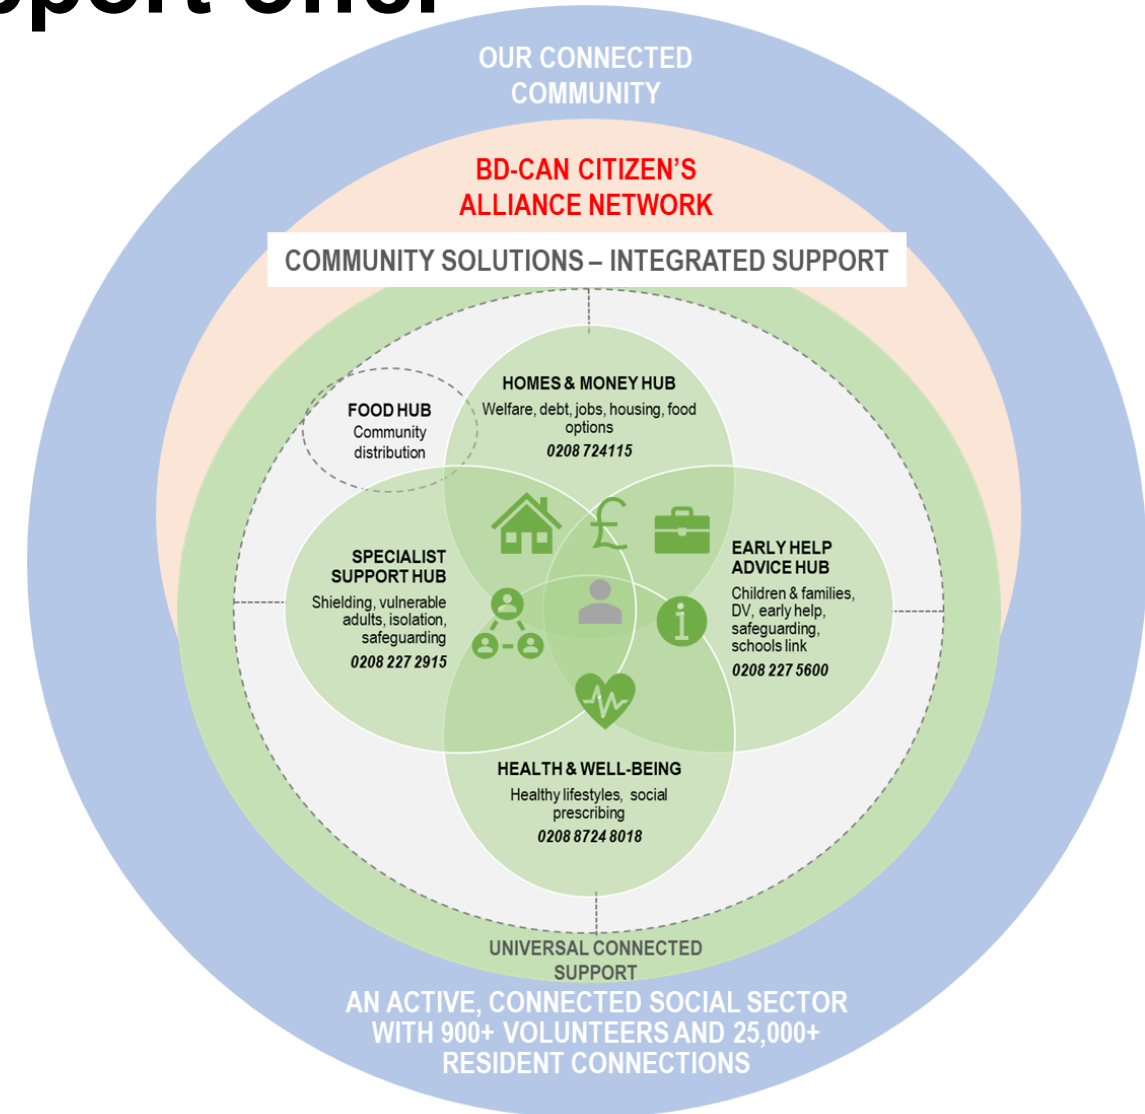 OUR CONNECTED
COMMUNITY
BD-CAN CITIZEN’S
ALLIANCE NETWORK
COMMUNITY SOLUTIONS – INTEGRATED SUPPORT
HOMES & MONEY HUB
Welfare, debt, jobs, housing, food
options
0208 724115
FOOD HUB
Community
distribution
SPECIALIST
SUPPORT HUB
Shielding, vulnerable
adults, isolation,
safeguarding
0208 227 2915
EARLY HELP
ADVICE HUB
Children & families,
DV, early help,
safeguarding,
schools link
0208 227 5600
HEALTH & WELL-BEING
Healthy lifestyles, social
prescribing
0208 8724 8018
UNIVERSAL CONNECTED
SUPPORT
AN ACTIVE, CONNECTED SOCIAL SECTOR
WITH 900+ VOLUNTEERS AND 25,000+
RESIDENT CONNECTIONS